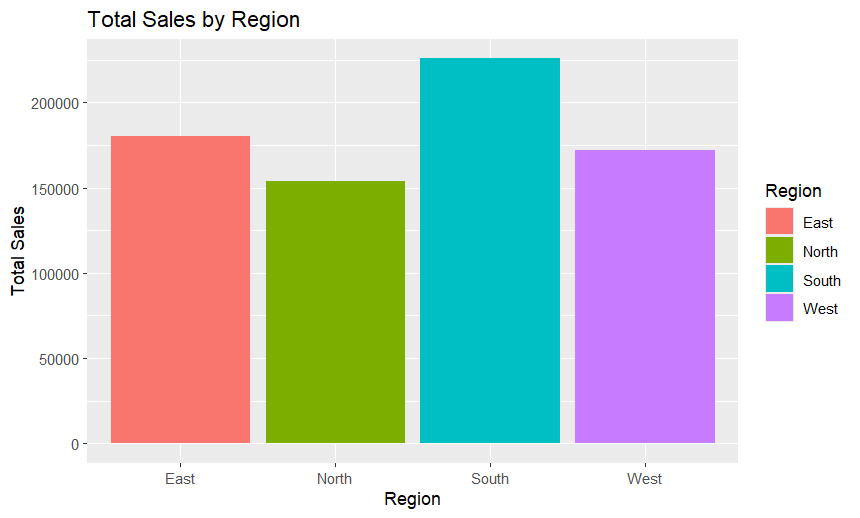 Total Sales by Region
Total Sales
200000
150000
100000
50000
0
East
North
South
West
Region
Region
East
North
South
West